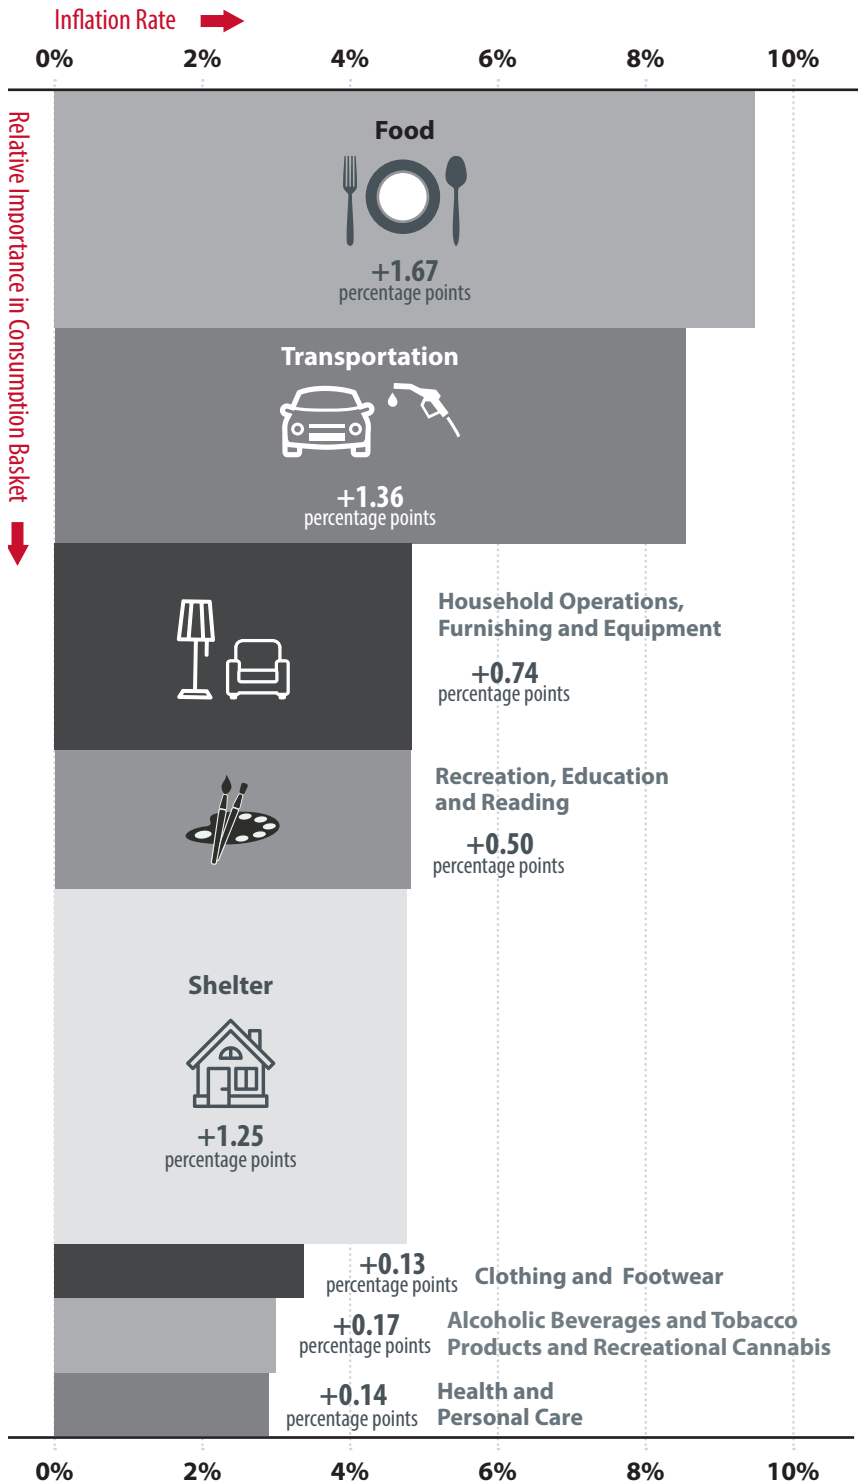 Inflation Rate
0% 2% 4% 6% 8% 10%
Relative Importance in Consumption Basket
Food
+1.67
percentage points
Transportation
+1.36
percentage points
Household Operations,
Furnishing and Equipment
+0.74
percentage points
Recreation, Education
and Reading
+0.50
percentage points
Shelter
+1.25
percentage points
+0.13
percentage points
Clothing and Footwear
+0.17
percentage points
Alcoholic Beverages and Tobacco
Products and Recreational Cannabis
+0.14
percentage points
Health and
Personal Care
0% 2% 4% 6% 8% 10%